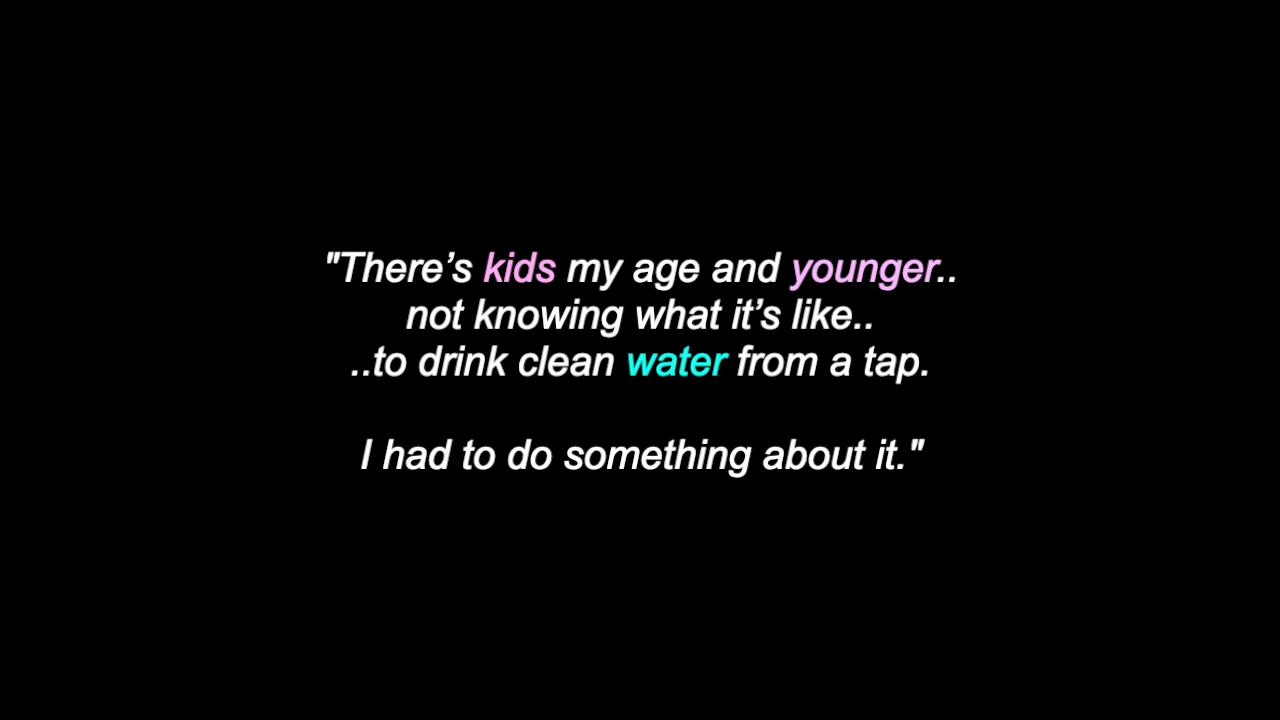 "There’s kids my age and younger..
not knowing what it’s like..
..to drink clean water from a tap.
I had to do something about it."